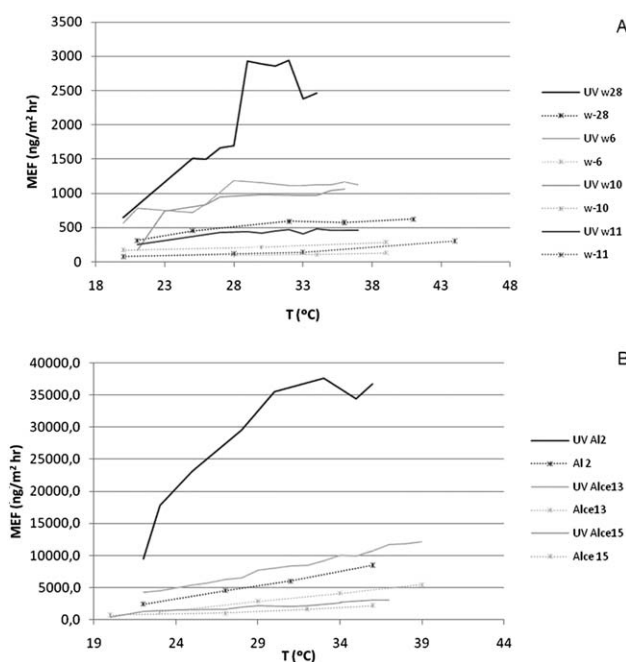 A
3500
3000
2500
2000
1500
1000
500
0
MEF (ng/m² hr)
18 23 28 33 38 43 48
T (°C)
UV w28
w-28
UV w6
w-6
UV w10
w-10
UV w11
w-11
B
40000,0
35000,0
30000,0
25000,0
20000,0
15000,0
10000,0
5000,0
0,0
MEF (ng/m² hr)
19 24 29 34 39 44
T (°C)
UV Al2
Al 2
UV Alce13
Alce13
UV Alce15
Alce 15